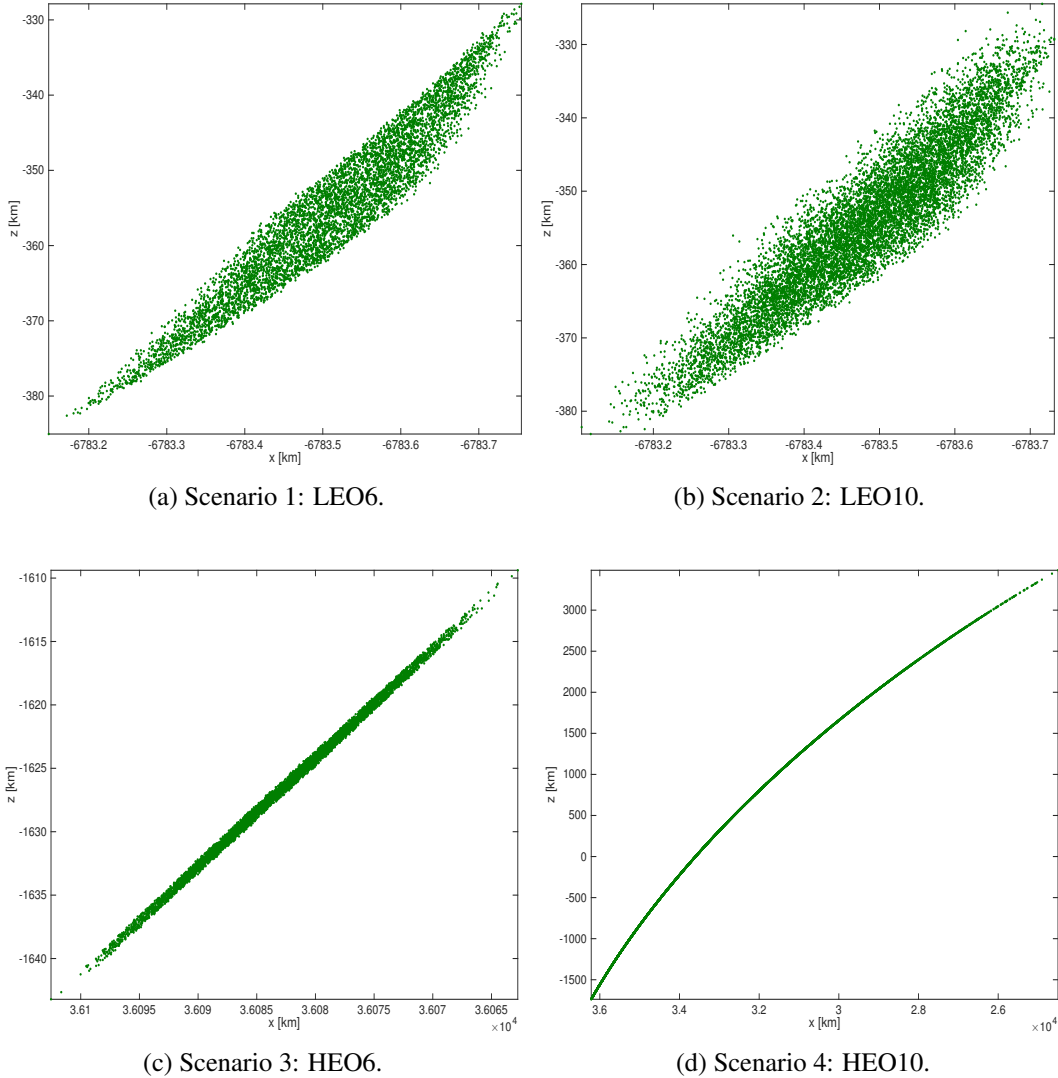 -330
-340
-350
-360
-370
-380
z [km]
-6783.2 -6783.3 -6783.4 -6783.5 -6783.6 -6783.7
x [km]
(a) Scenario 1: LEO6.
-330
-340
-350
-360
-370
-380
z [km]
-6783.2 -6783.3 -6783.4 -6783.5 -6783.6 -6783.7
x [km]
(b) Scenario 2: LEO10.
-1610
-1615
-1620
-1625
-1630
-1635
-1640
z [km]
3.61 3.6095 3.609 3.6085 3.608 3.6075 3.607 3.6065
x [km]
×10⁴
(c) Scenario 3: HEO6.
3000
2500
2000
1500
1000
500
0
-500
-1000
-1500
z [km]
3.6 3.4 3.2 3 2.8 2.6
x [km]
×10⁴
(d) Scenario 4: HEO10.